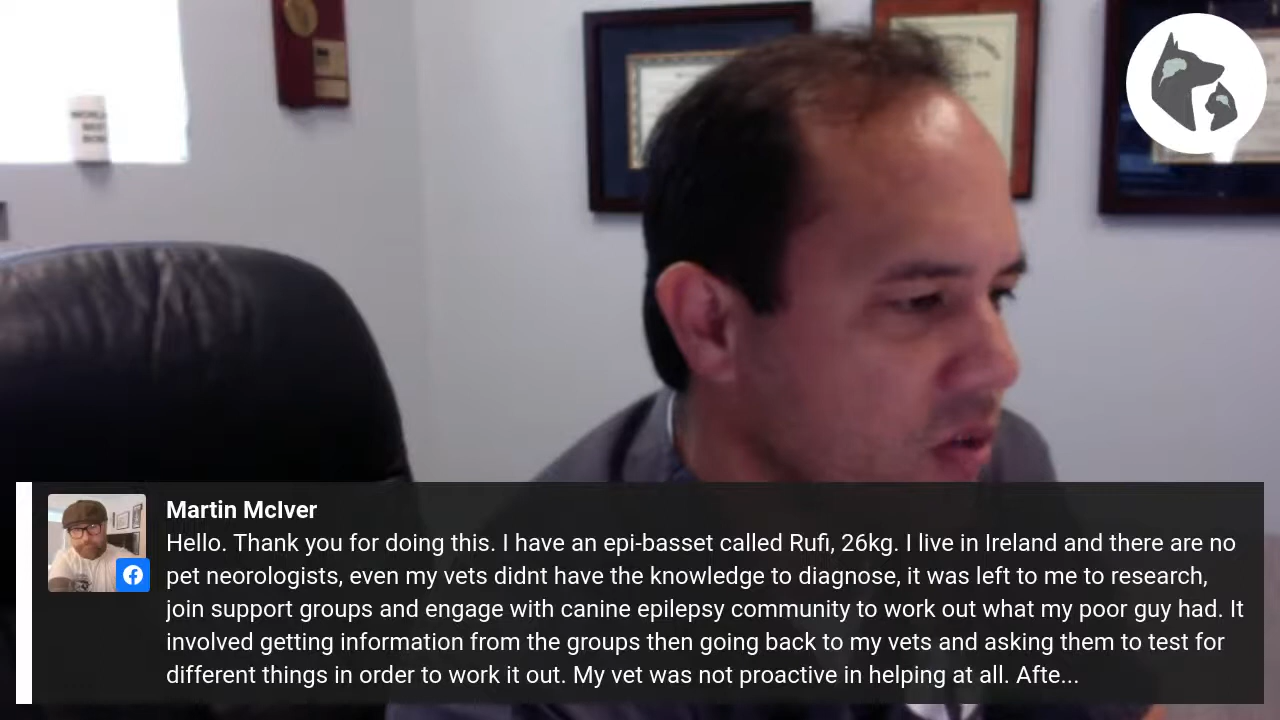 WORLD'S
BEST
Martin McIver
Hello. Thank you for doing this. I have an epi-basset called Rufi, 26kg. I live in Ireland and there are no
pet neorologists, even my vets didnt have the knowledge to diagnose, it was left to me to research,
join support groups and engage with canine epilepsy community to work out what my poor guy had. It
involved getting information from the groups then going back to my vets and asking them to test for
different things in order to work it out. My vet was not proactive in helping at all. Afte...